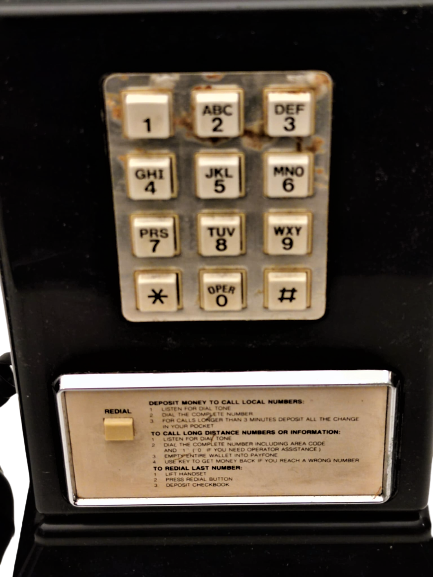 1
ABC
2
DEF
3
GHI
4
JKL
5
MNO
6
PRS
7
TUV
8
WXY
9
*
OPER
0
#
REDIAL
DEPOSIT MONEY TO CALL LOCAL NUMBERS:
1 LISTEN FOR DIAL TONE
2 DIAL THE COMPLETE NUMBER
3 FOR CALLS LONGER THAN 3 MINUTES DEPOSIT ALL THE CHANGE
IN YOUR POCKET
TO CALL LONG DISTANCE NUMBERS OR INFORMATION:
1 LISTEN FOR DIAL TONE
2 DIAL THE COMPLETE NUMBER INCLUDING AREA CODE
AND "1" ("0" IF YOU NEED OPERATOR ASSISTANCE)
3 EMPTY ENTIRE WALLET INTO PAYFONE
4 USE KEY TO GET MONEY BACK IF YOU REACH A WRONG NUMBER
TO REDIAL LAST NUMBER:
1 LIFT HANDSET
2 PRESS REDIAL BUTTON
3 DEPOSIT CHECKBOOK